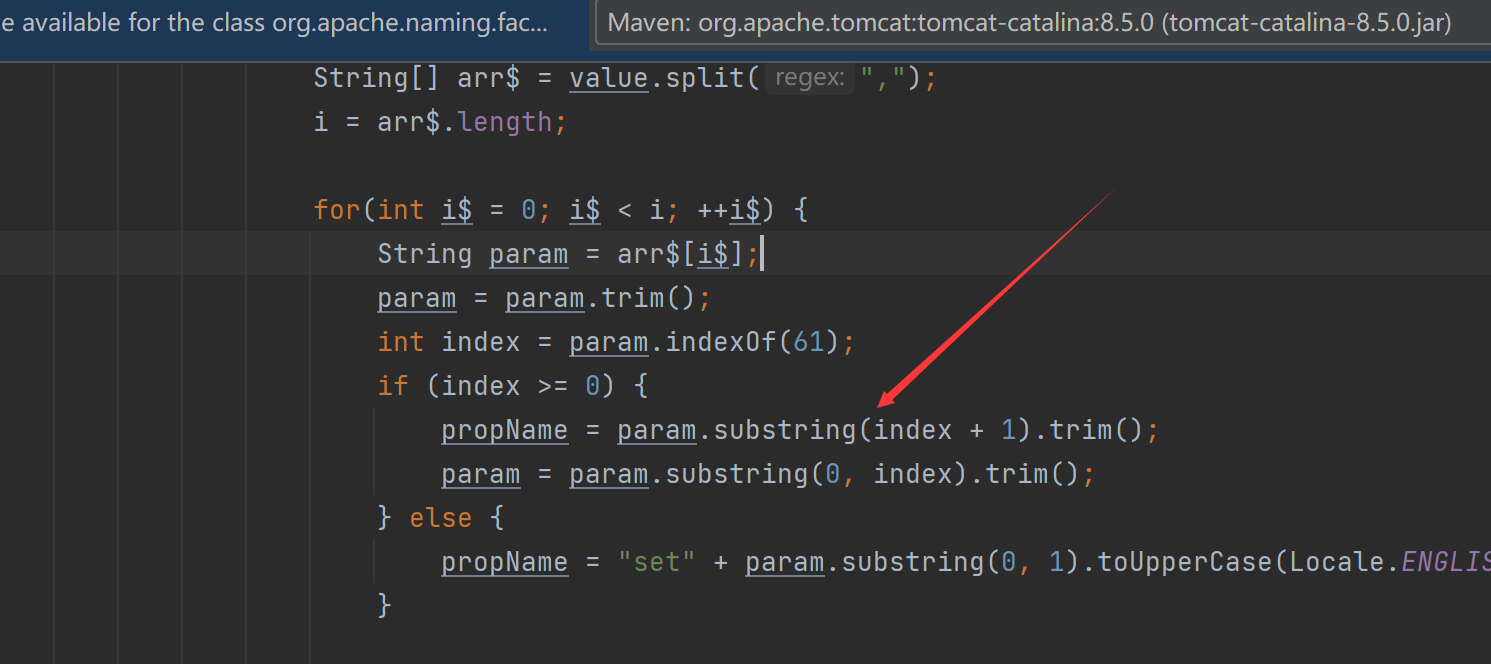 e available for the class org.apache.naming.fac...
Maven: org.apache.tomcat:tomcat-catalina:8.5.0 (tomcat-catalina-8.5.0.jar)
String[] arr$ = value.split( regex: ",");
i = arr$.length;
for(int i$ = 0; i$ < i; ++i$) {
String param = arr$[i$];
param = param.trim();
int index = param.indexOf(61);
if (index >= 0) {
propName = param.substring(index + 1).trim();
param = param.substring(0, index).trim();
} else {
propName = "set" + param.substring(0, 1).toUpperCase(Locale.ENGLIS
}